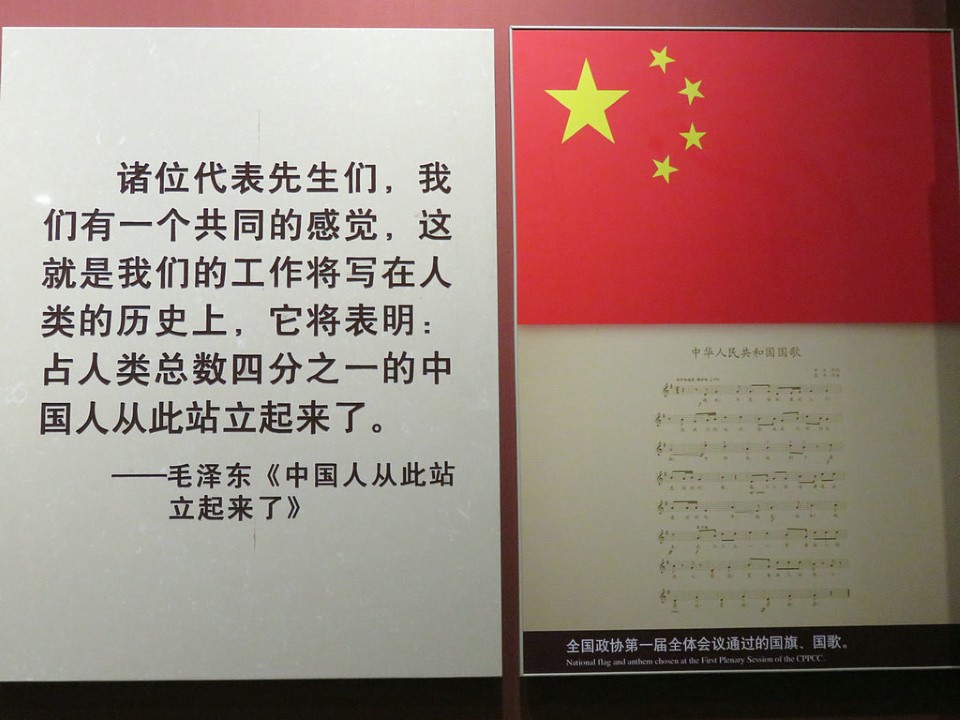 诸位代表先生们，我
们有一个共同的感觉，这
就是我们的工作将写在人
类的历史上，它将表明：
占人类总数四分之一的中
国人从此站立起来了。
——毛泽东《中国人从此站
立起来了》
中华人民共和国国歌
全国政协第一届全体会议通过的国旗、国歌。
National flag and anthem chosen at the First Plenary Session of the CPPCC.